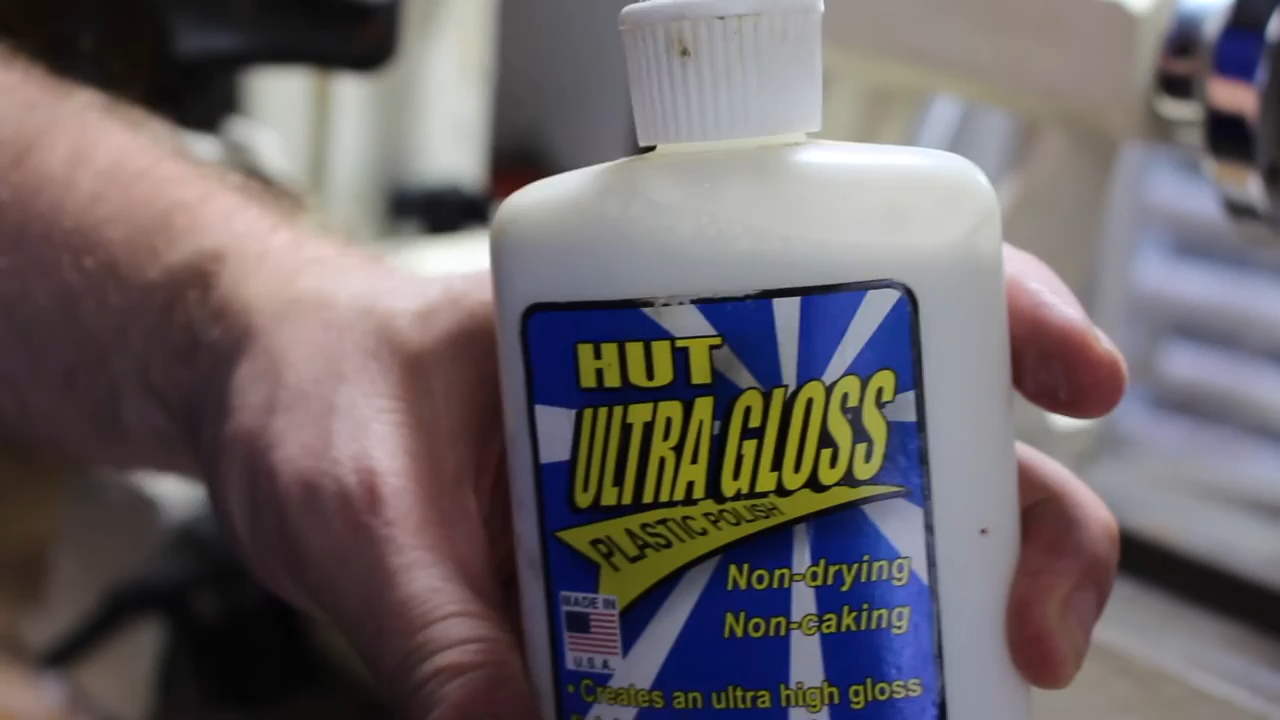 HUT
ULTRA GLOSS
PLASTIC POLISH
Non-drying
Non-caking
MADE IN
U.S.A.
• Creates an ultra high gloss